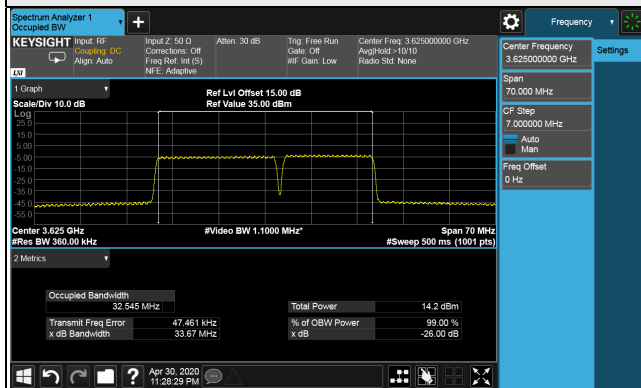 Spectrum Analyzer 1
Occupied BW
Frequency
KEYSIGHT
Input: RF
Coupling: DC
Align: Auto
Input Z: 50 Ω
Corrections: Off
Freq Ref: Int (S)
NFE: Adaptive
Atten: 30 dB
Trig: Free Run
Gate: Off
#IF Gain: Low
Center Freq: 3.625000000 GHz
Avg|Hold:>10/10
Radio Std: None
LXI
Center Frequency
3.625000000 GHz
Settings
Span
70.000 MHz
CF Step
7.000000 MHz
Auto
Man
Freq Offset
0 Hz
1 Graph
Scale/Div 10.0 dB
Ref Lvl Offset 15.00 dB
Ref Value 35.00 dBm
Log
25.0
15.0
5.00
-5.00
-15.0
-25.0
-35.0
-45.0
-55.0
Center 3.625 GHz
#Res BW 360.00 kHz
#Video BW 1.1000 MHz*
Span 70 MHz
#Sweep 500 ms (1001 pts)
2 Metrics
Occupied Bandwidth
32.545 MHz
Total Power 14.2 dBm
Transmit Freq Error 47.461 kHz
% of OBW Power 99.00 %
x dB Bandwidth 33.67 MHz
x dB -26.00 dB
?
Apr 30, 2020
11:28:29 PM